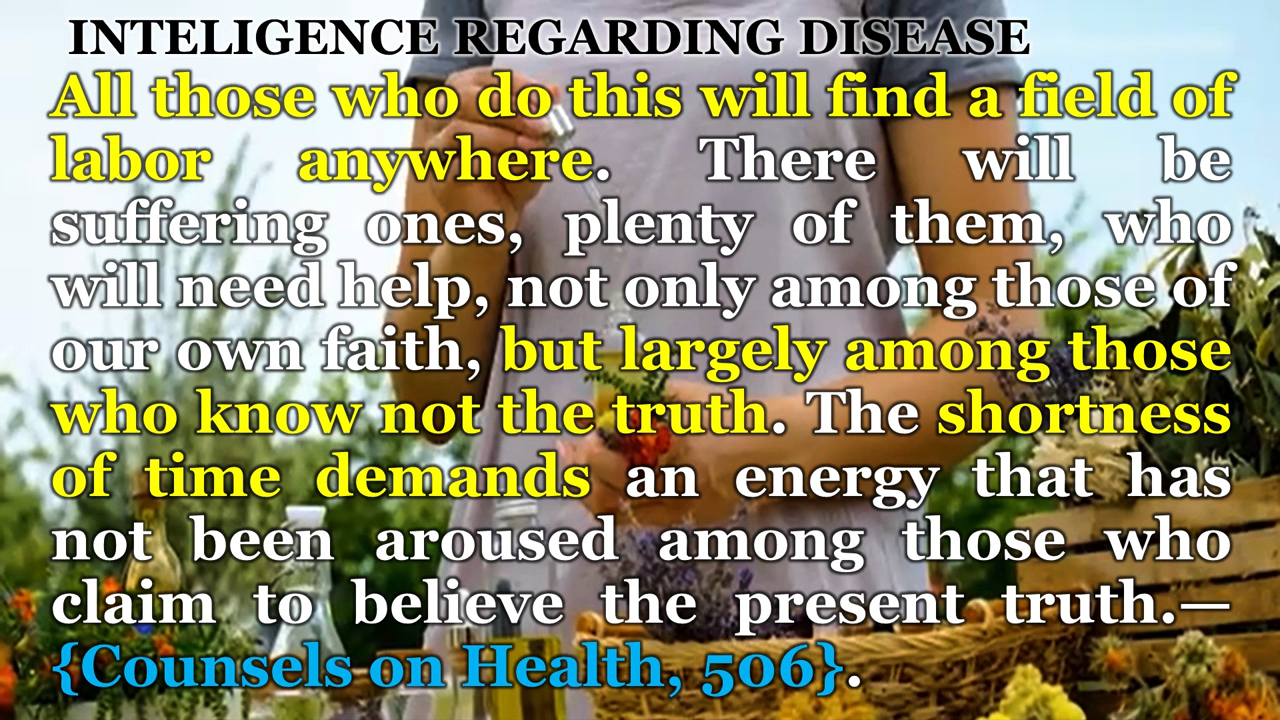 INTELIGENCE REGARDING DISEASE
All those who do this will find a field of
labor anywhere. There will be
suffering ones, plenty of them, who
will need help, not only among those of
our own faith, but largely among those
who know not the truth. The shortness
of time demands an energy that has
not been aroused among those who
claim to believe the present truth.—
{Counsels on Health, 506}.